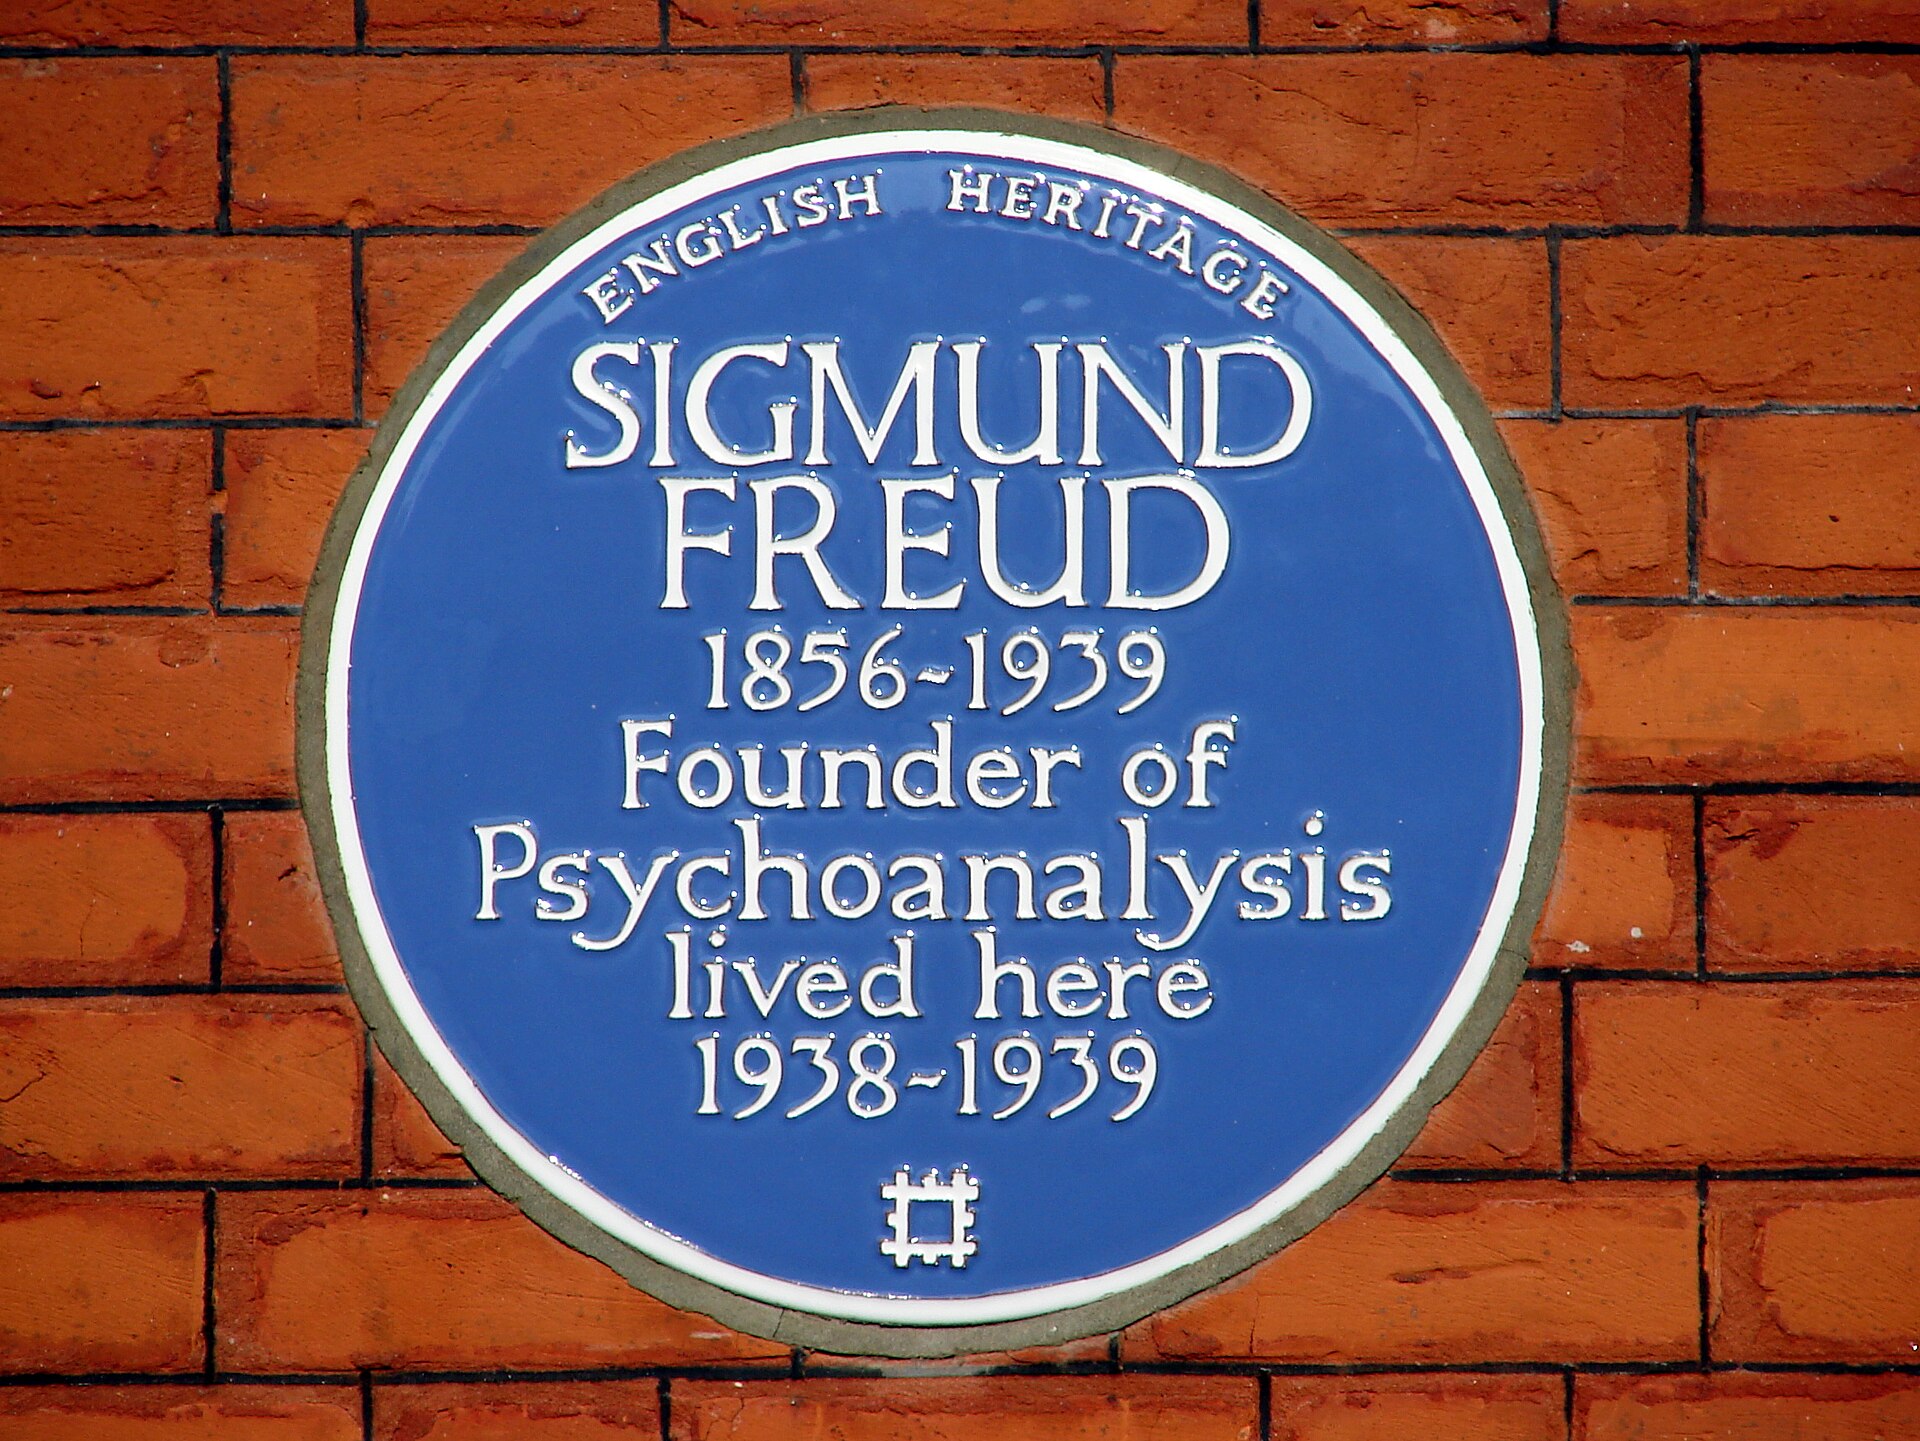 ENGLISH HERITAGE
SIGMUND
FREUD
1856-1939
Founder of
Psychoanalysis
lived here
1938-1939